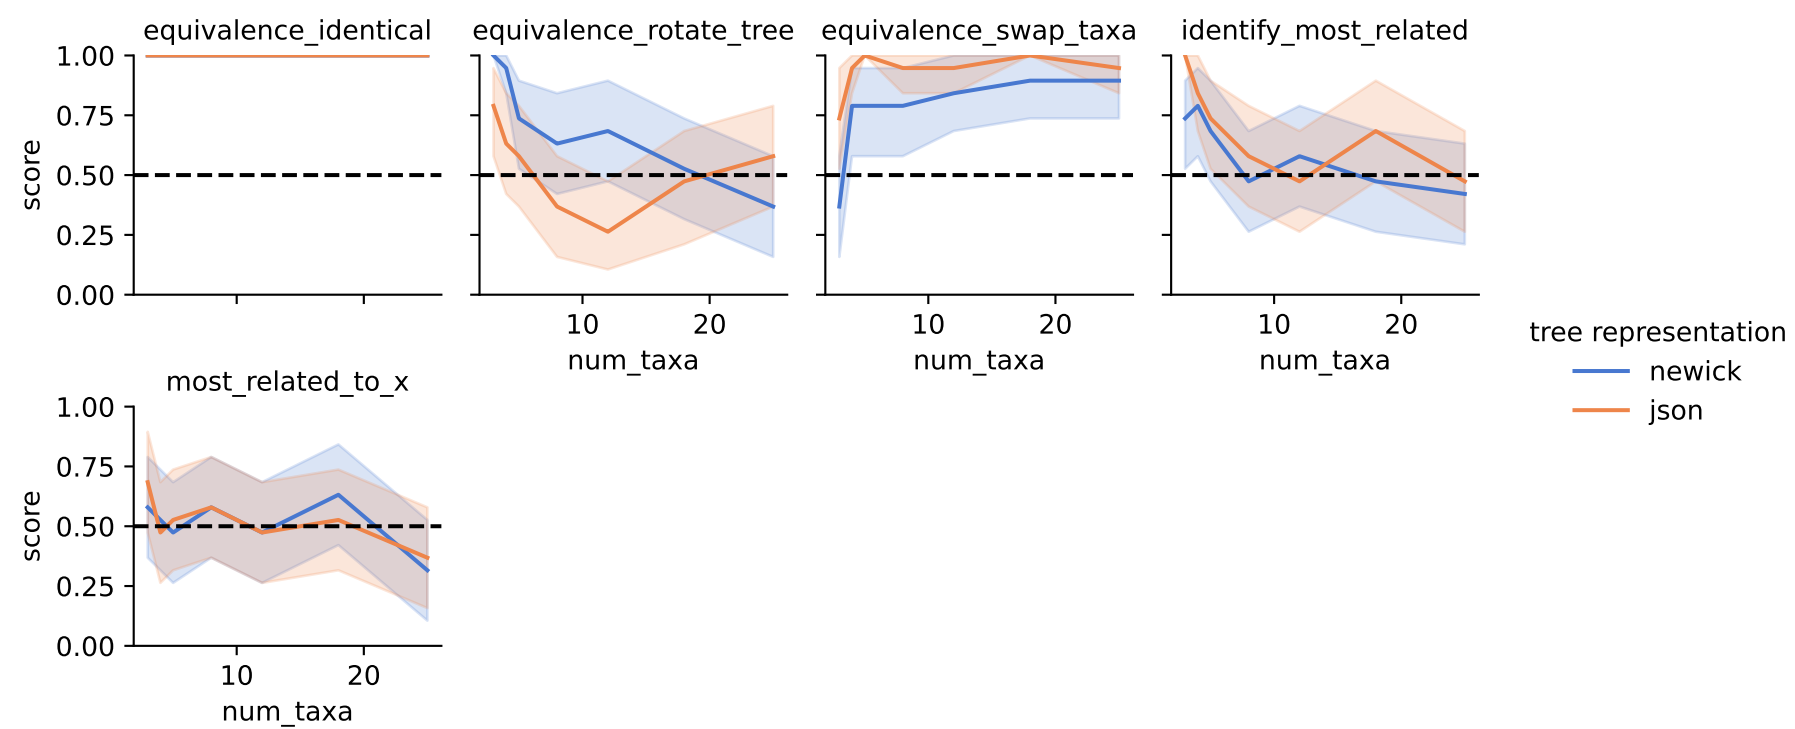 equivalence_identical
equivalence_rotate_tree
equivalence_swap_taxa
identify_most_related
1.00
0.75
0.50
0.25
0.00
score
10 20
10 20
10 20
num_taxa
num_taxa
num_taxa
tree representation
newick
json
most_related_to_x
1.00
0.75
0.50
0.25
0.00
score
10 20
num_taxa